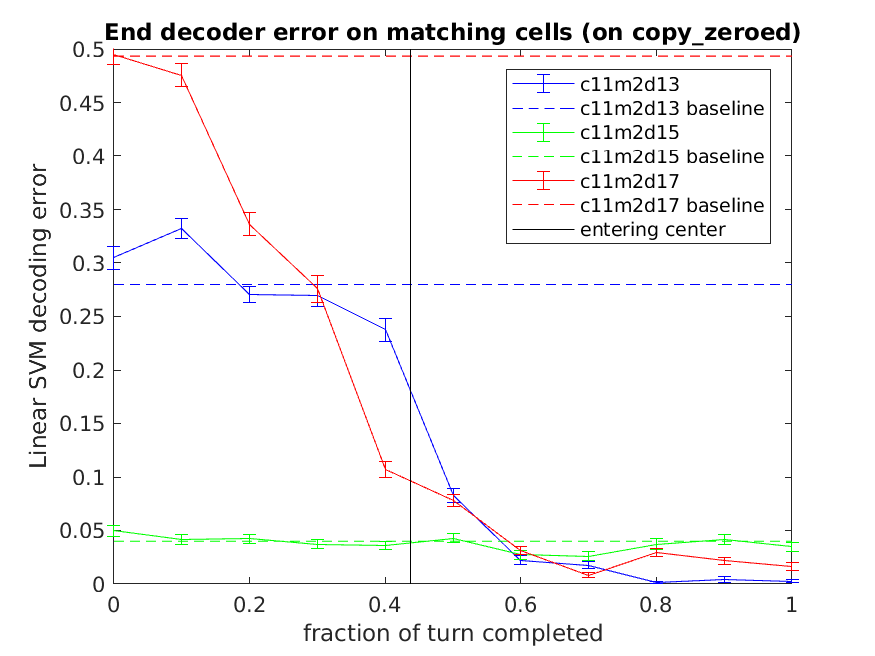 End decoder error on matching cells (on copy_zeroed)
Linear SVM decoding error
0.5
0.45
0.4
0.35
0.3
0.25
0.2
0.15
0.1
0.05
0
c11m2d13
c11m2d13 baseline
c11m2d15
c11m2d15 baseline
c11m2d17
c11m2d17 baseline
entering center
0
0.2
0.4
0.6
0.8
1
fraction of turn completed